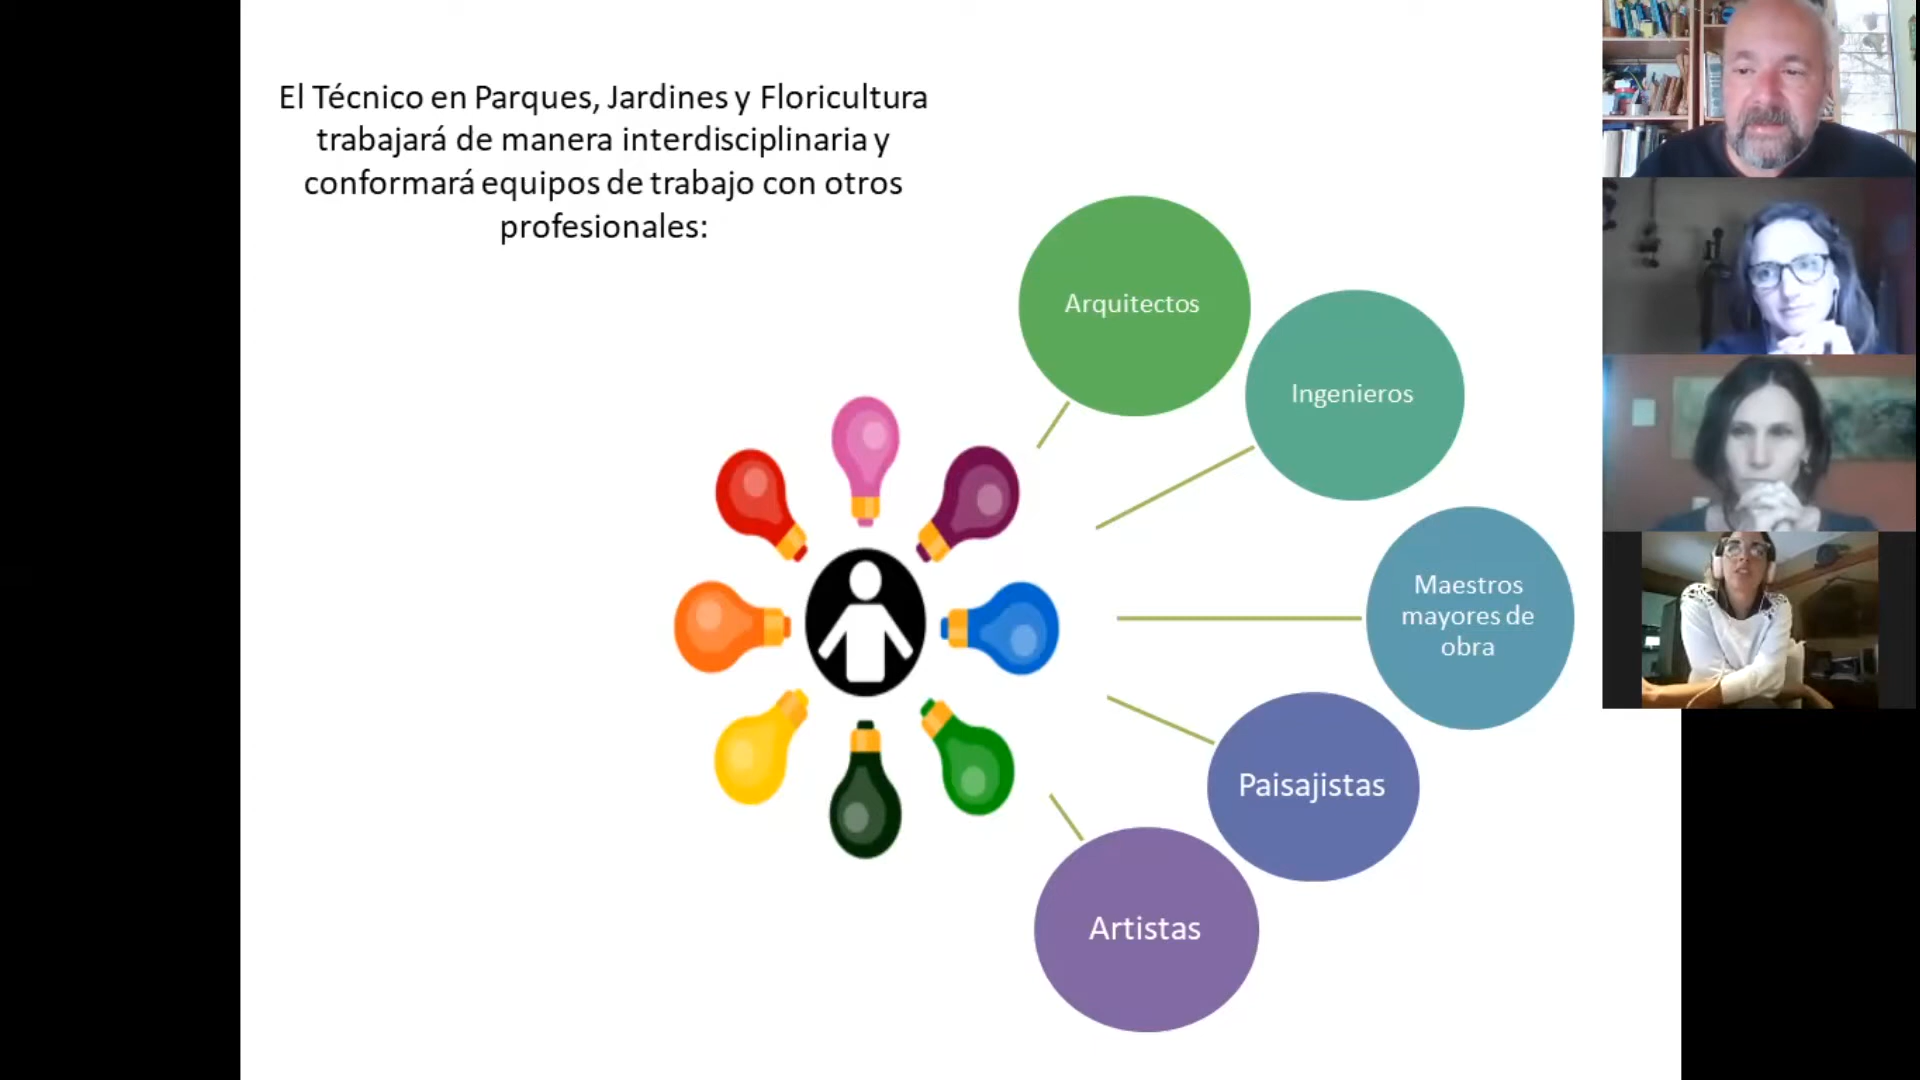 El Técnico en Parques, Jardines y Floricultura
trabajará de manera interdisciplinaria y
conformará equipos de trabajo con otros
profesionales:
Arquitectos
Ingenieros
Maestros
mayores de
obra
Paisajistas
Artistas